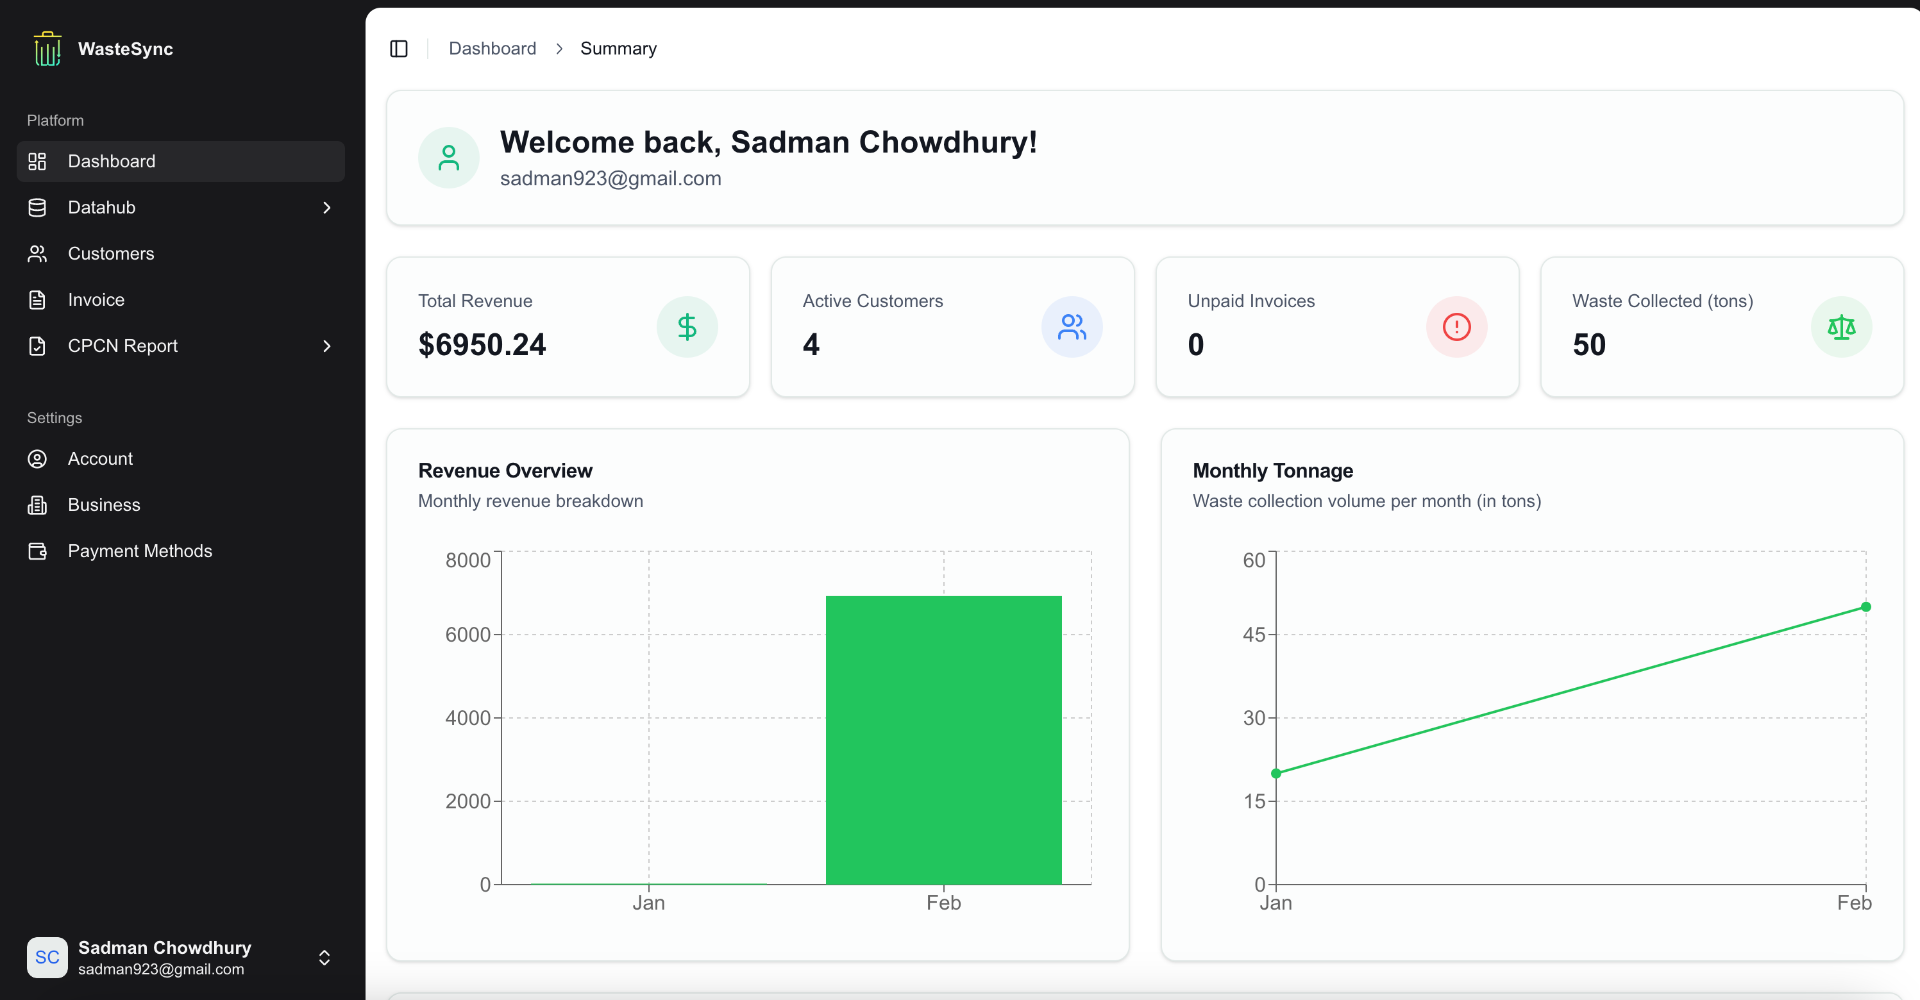 WasteSync
Platform
Dashboard
Datahub
Customers
Invoice
CPCN Report
Settings
Account
Business
Payment Methods
SC
Sadman Chowdhury
sadman923@gmail.com
Dashboard > Summary
Welcome back, Sadman Chowdhury!
sadman923@gmail.com
Total Revenue
$6950.24
Active Customers
4
Unpaid Invoices
0
Waste Collected (tons)
50
Revenue Overview
Monthly revenue breakdown
8000
6000
4000
2000
0
Jan Feb
Monthly Tonnage
Waste collection volume per month (in tons)
60
45
30
15
0
Jan Feb